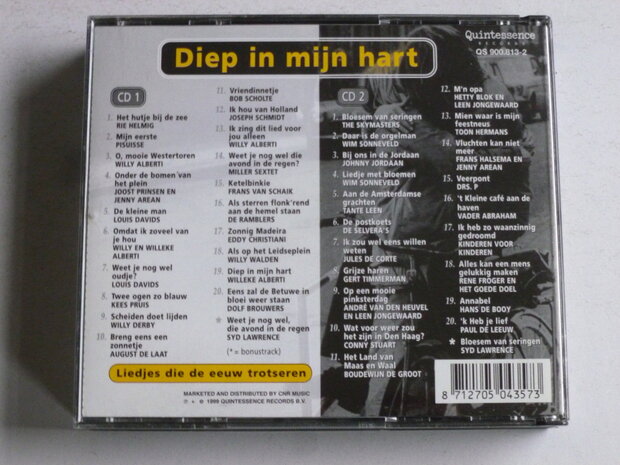 Diep in mijn hart
Quintessence
RECORDS
QS 900.813-2
CD 1
1. Het hutje bij de zee
RIE HELMIG
2. Mijn eerste
PISUISSE
3. O, mooie Westertoren
WILLY ALBERTI
4. Onder de bomen van
het plein
JOOST PRINSEN EN
JENNY AREAN
5. De kleine man
LOUIS DAVIDS
6. Omdat ik zoveel van
je hou
WILLY EN WILLEKE
ALBERTI
7. Weet je nog wel
oudje?
LOUIS DAVIDS
8. Twee ogen zo blauw
KEES PRUIS
9. Scheiden doet lijden
WILLY DERBY
10. Breng eens een
zonnetje
AUGUST DE LAAT
11. Vriendinnetje
BOB SCHOLTE
12. Ik hou van Holland
JOSEPH SCHMIDT
13. Ik zing dit lied voor
jou alleen
WILLY ALBERTI
14. Weet je nog wel die
avond in de regen?
MILLER SEXTET
15. Ketelbinkie
FRANS VAN SCHAIK
16. Als sterren flonk'rend
aan de hemel staan
DE RAMBLERS
17. Zonnig Madeira
EDDY CHRISTIANI
18. Als op het Leidseplein
WILLY WALDEN
19. Diep in mijn hart
WILLEKE ALBERTI
20. Eens zal de Betuwe in
bloei weer staan
DOLF BROUWERS
* Weet je nog wel,
die avond in de regen
SYD LAWRENCE
(* = bonustrack)
CD 2
1. Bloesem van seringen
THE SKYMASTERS
2. Daar is de orgelman
WIM SONNEVELD
3. Bij ons in de Jordaan
JOHNNY JORDAAN
4. Liedje met bloemen
WIM SONNEVELD
5. Aan de Amsterdamse
grachten
TANTE LEEN
6. De postkoets
DE SELVERA'S
7. Ik zou wel eens willen
weten
JULES DE CORTE
8. Grijze haren
GERT TIMMERMAN
9. Op een mooie
pinksterdag
ANDRÉ VAN DEN HEUVEL
EN LEEN JONGEWAARD
10. Wat voor weer zou
het zijn in Den Haag?
CONNY STUART
11. Het Land van
Maas en Waal
BOUDEWIJN DE GROOT
12. M'n opa
HETTY BLOK EN
LEEN JONGEWAARD
13. Mien waar is mijn
feestneus
TOON HERMANS
14. Vluchten kan niet
meer
FRANS HALSEMA EN
JENNY AREAN
15. Veerpont
DRS. P
16. 't Kleine café aan de
haven
VADER ABRAHAM
17. Ik heb zo waanzinnig
gedroomd
KINDEREN VOOR
KINDEREN
18. Alles kan een mens
gelukkig maken
RENE FROGER EN
HET GOEDE DOEL
19. Annabel
HANS DE BOOY
20. 'k Heb je lief
PAUL DE LEEUW
* Bloesem van seringen
SYD LAWRENCE
Liedjes die de eeuw trotseren
MARKETED AND DISTRIBUTED BY CNR MUSIC
℗ + © 1999 QUINTESSENCE RECORDS B.V.
8 712705 043573